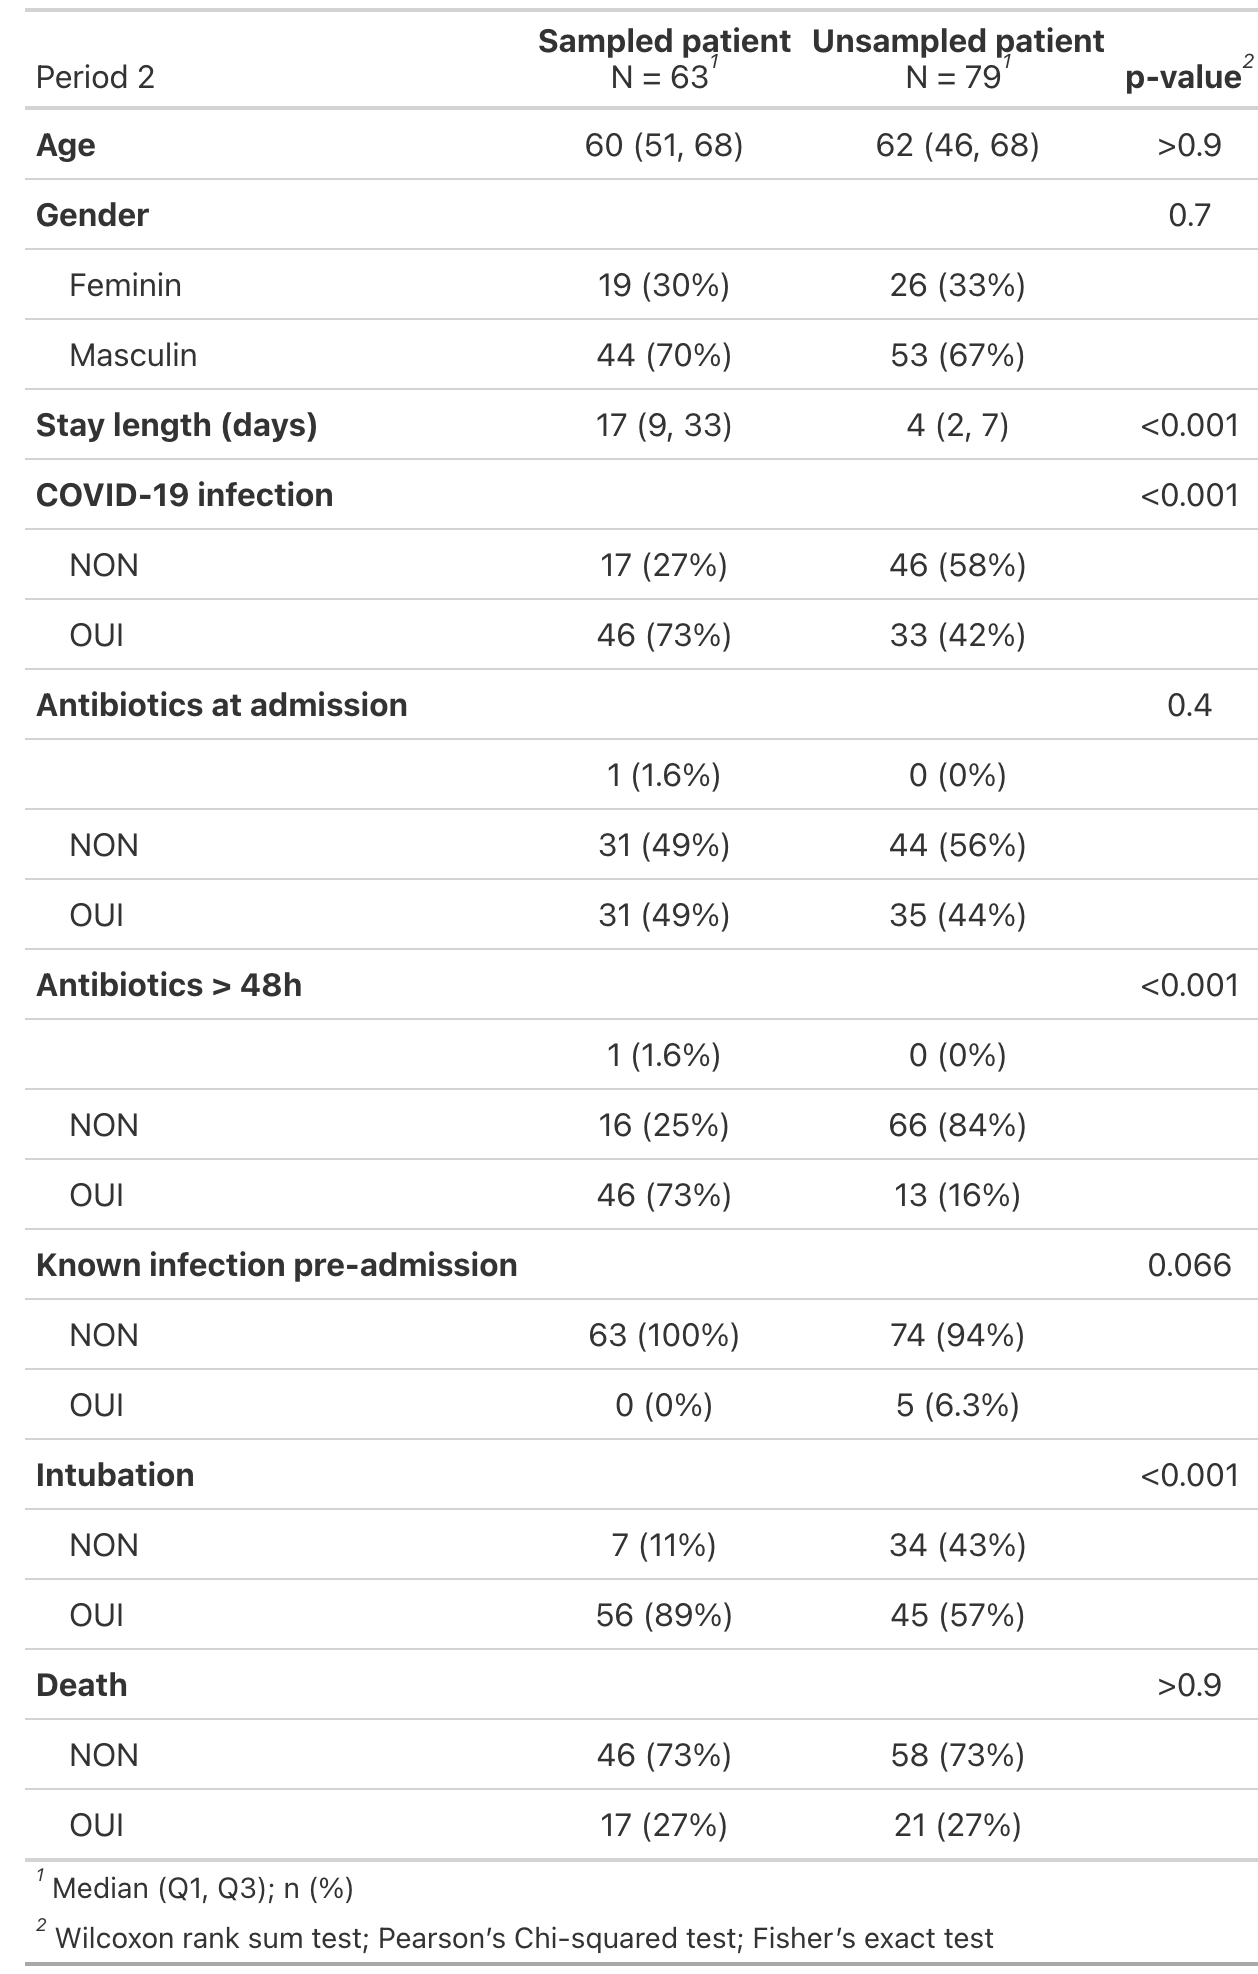 Period 2 Sampled patient N = 63¹ Unsampled patient N = 79¹ p-value²
Age 60 (51, 68) 62 (46, 68) >0.9
Gender 0.7
Feminin 19 (30%) 26 (33%)
Masculin 44 (70%) 53 (67%)
Stay length (days) 17 (9, 33) 4 (2, 7) <0.001
COVID-19 infection <0.001
NON 17 (27%) 46 (58%)
OUI 46 (73%) 33 (42%)
Antibiotics at admission 0.4
1 (1.6%) 0 (0%)
NON 31 (49%) 44 (56%)
OUI 31 (49%) 35 (44%)
Antibiotics > 48h <0.001
1 (1.6%) 0 (0%)
NON 16 (25%) 66 (84%)
OUI 46 (73%) 13 (16%)
Known infection pre-admission 0.066
NON 63 (100%) 74 (94%)
OUI 0 (0%) 5 (6.3%)
Intubation <0.001
NON 7 (11%) 34 (43%)
OUI 56 (89%) 45 (57%)
Death >0.9
NON 46 (73%) 58 (73%)
OUI 17 (27%) 21 (27%)
¹ Median (Q1, Q3); n (%)
² Wilcoxon rank sum test; Pearson's Chi-squared test; Fisher's exact test